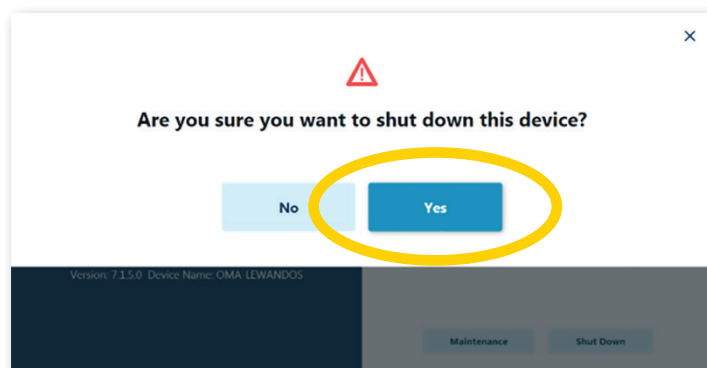 Are you sure you want to shut down this device?
No Yes
Version: 7.1.5.0 Device Name: OMA LEWANDOS
Maintenance Shut Down